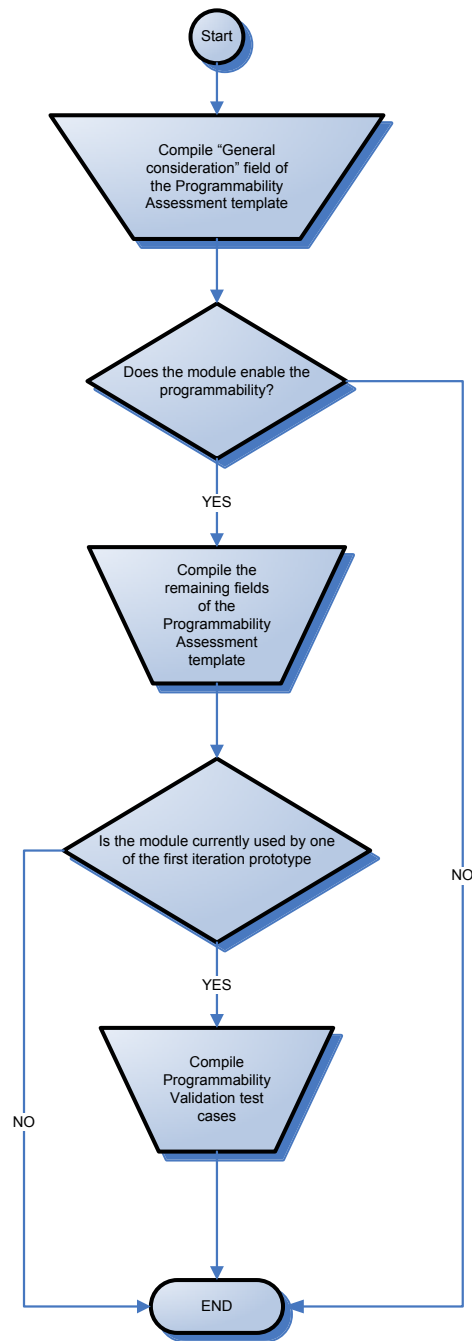 Start
Compile “General
consideration” field of
the Programmability
Assessment template
Does the module enable the
programmability?
YES
Compile the
remaining fields
of the
Programmability
Assessment
template
Is the module currently used by one
of the first iteration prototype
NO
YES
Compile
Programmability
Validation test
cases
NO
END